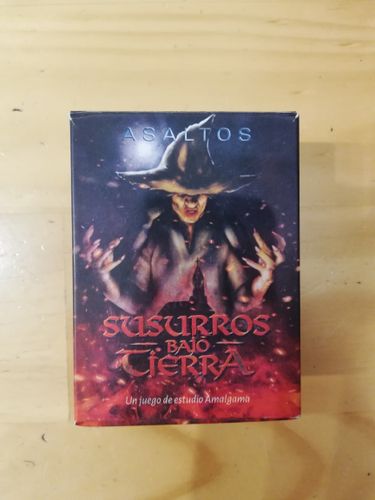 ASALTOS
SUSURROS
BAJO
TIERRA
Un juego de estudio Amalgama